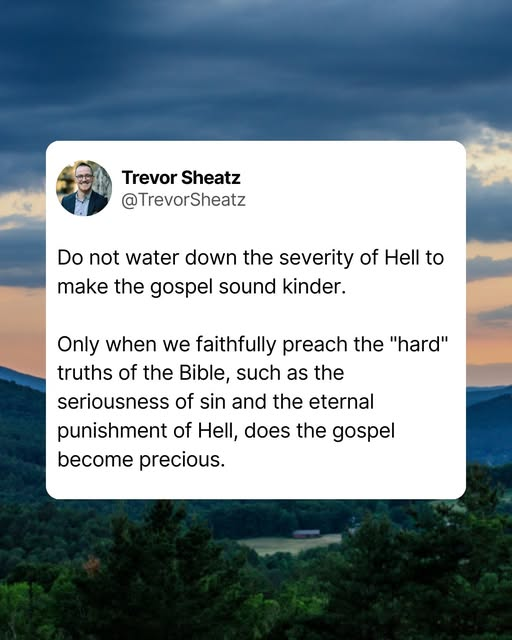 Trevor Sheatz
@TrevorSheatz
Do not water down the severity of Hell to
make the gospel sound kinder.
Only when we faithfully preach the "hard"
truths of the Bible, such as the
seriousness of sin and the eternal
punishment of Hell, does the gospel
become precious.